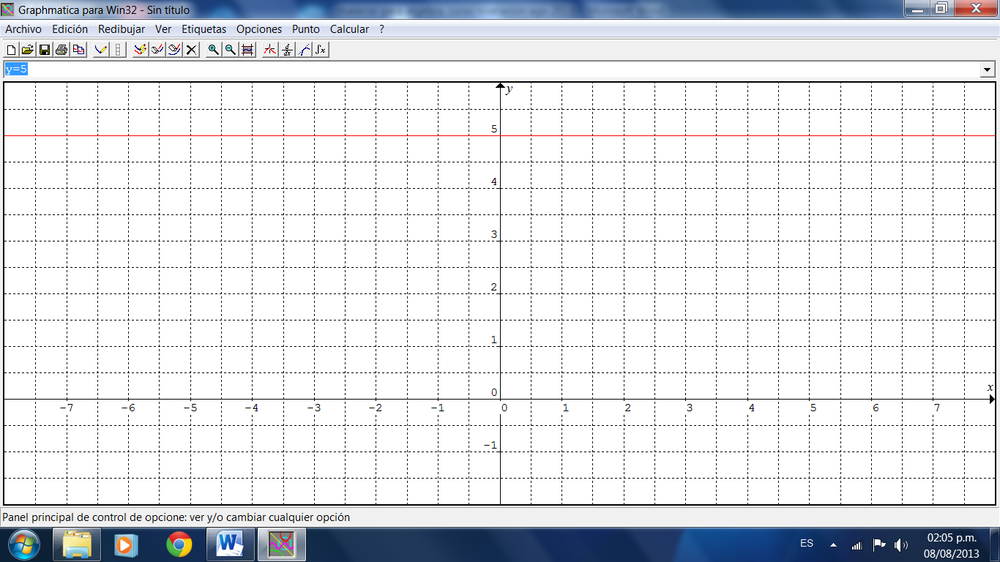 Graphmatica para Win32 - Sin título
Archivo Edición Redibujar Ver Etiquetas Opciones Punto Calcular ?
y=5
y
5
4
3
2
1
0
x
-7 -6 -5 -4 -3 -2 -1 0 1 2 3 4 5 6 7
-1
Panel principal de control de opcione: ver y/o cambiar cualquier opción
ES
02:05 p.m.
08/08/2013